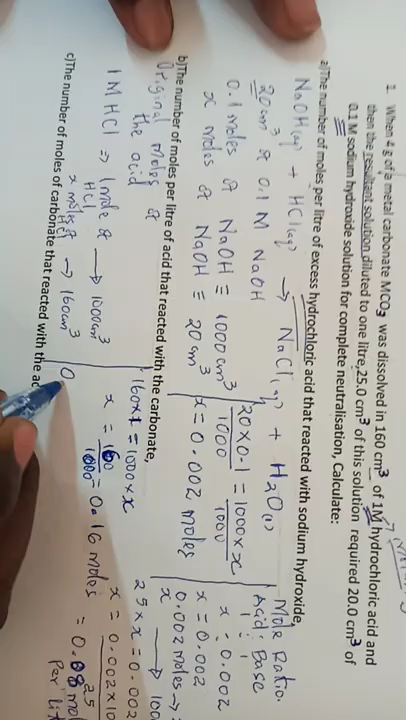 1. When 4 g of a metal carbonate MCO3 was dissolved in 160 cm³ of 1M hydrochloric acid and
then the resultant solution diluted to one litre, 25.0 cm³ of this solution required 20.0 cm³ of
0.1 M sodium hydroxide solution for complete neutralisation, Calculate:
a)The number of moles per litre of excess hydrochloric acid that reacted with sodium hydroxide,
NaOH(aq) + HCl(aq) → NaCl(aq) + H2O(l)
20cm³ of 0.1 M NaOH
0.1 moles of NaOH = 1000cm³
x moles of NaOH = 20cm³
20 × 0.1 = 1000 × x
1000 1000
x = 0.002 moles
Mole Ratio.
Acid : Base
1 : 1
x : 0.002
x = 0.002
0.002 moles →
x →
25 × x = 0.002
x = 0.002 × 10
25
= 0.08 mol
Per lit
b)The number of moles per litre of acid that reacted with the carbonate,
Original moles of
the acid
1M HCl ⇒ 1 mole of HCl → 1000cm³
x moles of HCl → 160cm³
160×1 = 1000 × x
x = 160
1000
= 0.16 moles
c)The number of moles of carbonate that reacted with the ac
0